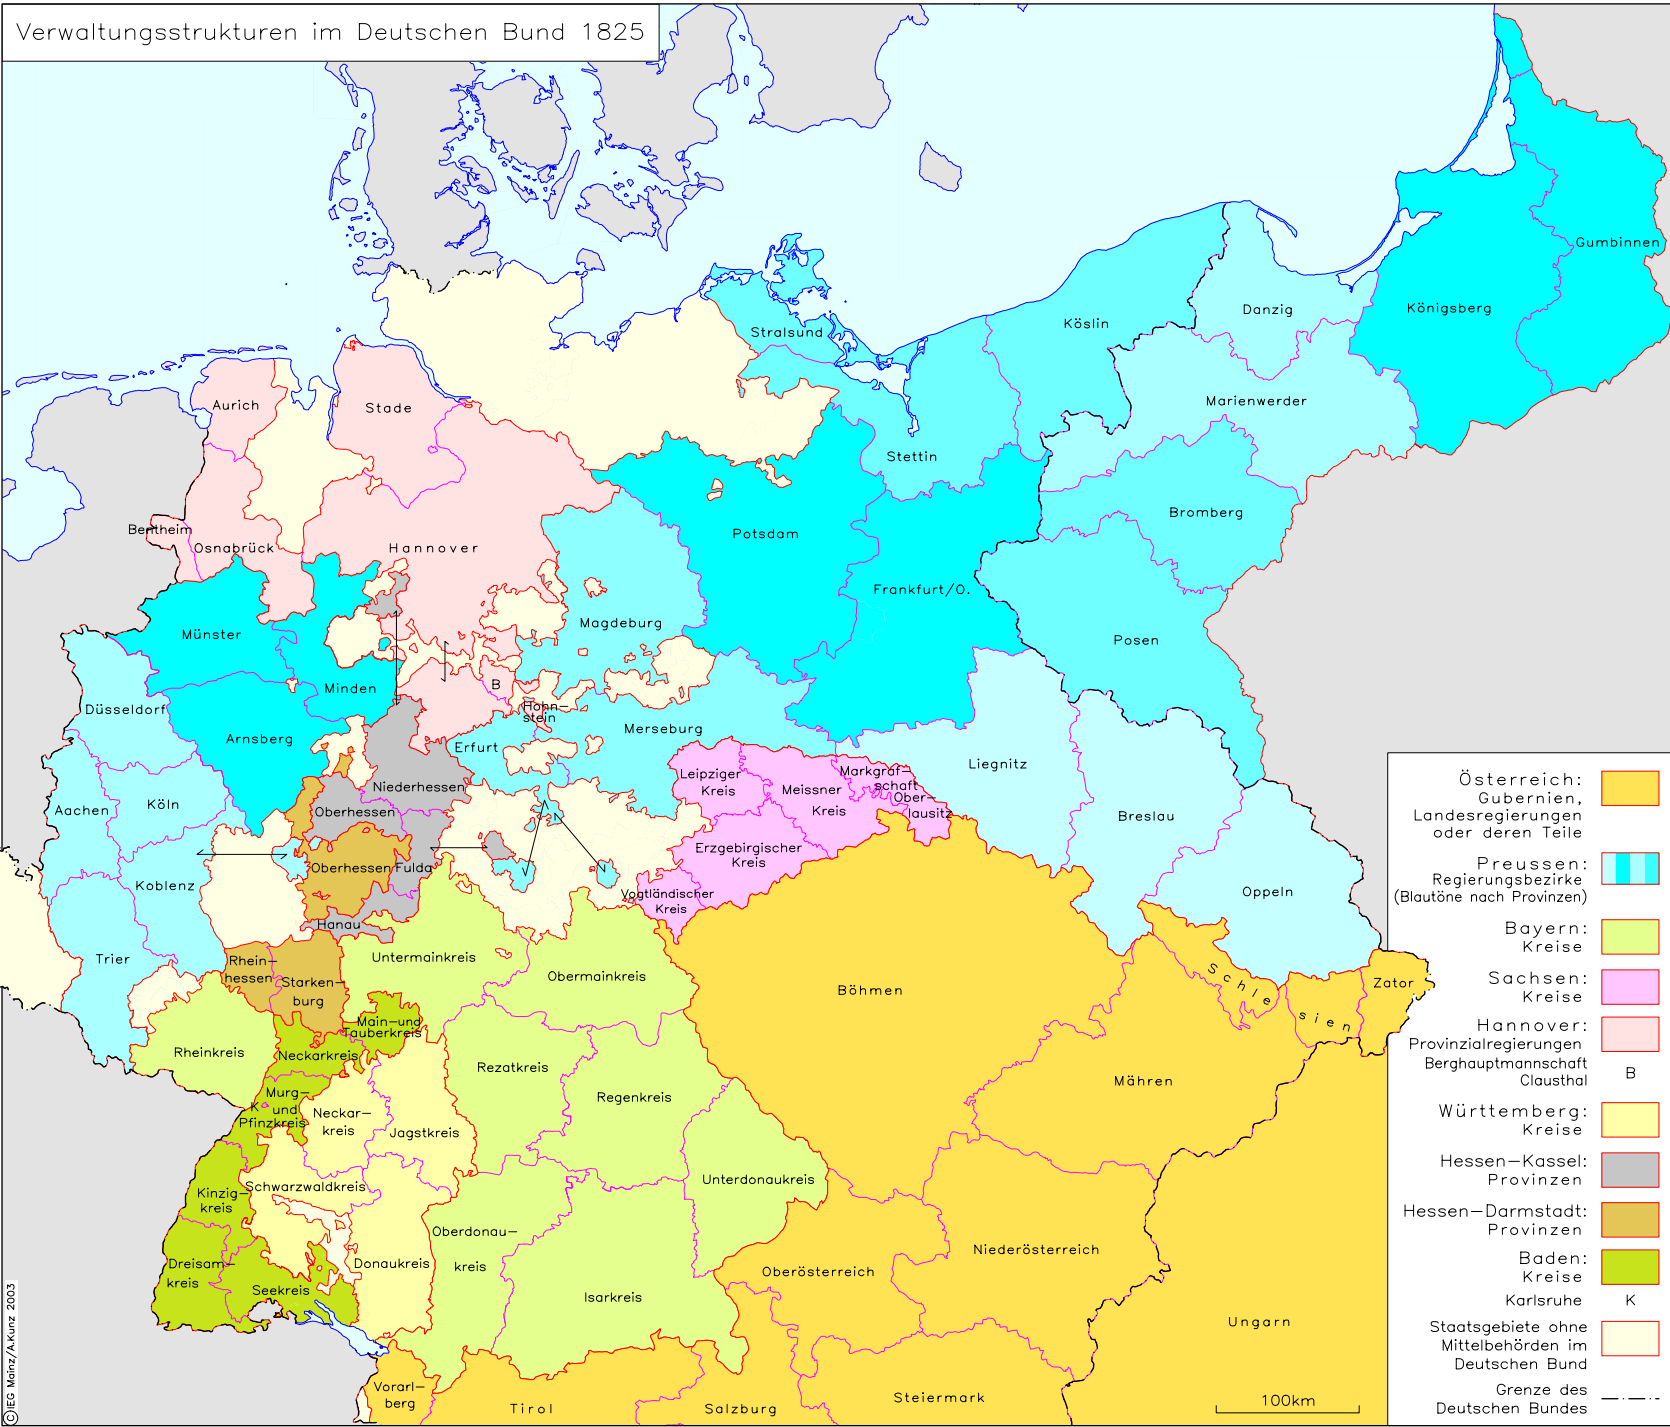 Verwaltungsstrukturen im Deutschen Bund 1825
Gumbinnen
Königsberg
Danzig
Köslin
Stralsund
Marienwerder
Aurich
Stade
Stettin
Bromberg
Bentheim
Osnabrück
Hannover
Potsdam
Frankfurt/O.
Magdeburg
Münster
Posen
Minden
B
Düsseldorf
Hohn-
stein
Arnsberg
Erfurt
Merseburg
Liegnitz
Leipziger
Kreis
Meissner
Kreis
Markgraf-
schaft
Ober-
lausitz
Niederhessen
Aachen
Köln
Oberhessen
Breslau
Erzgebirgischer
Kreis
Oberhessen
Fulda
Koblenz
Vogtländischer
Kreis
Oppeln
Hanau
Trier
Rhein-
hessen
Starken-
burg
Untermainkreis
Obermainkreis
Böhmen
Schle
sien
Zator
Main-und
Tauberkreis
Rheinkreis
Neckarkreis
Rezatkreis
Mähren
Murg-
K
und
Pfinzkreis
Neckar-
kreis
Jagstkreis
Regenkreis
Unterdonaukreis
Schwarzwaldkreis
Kinzig-
kreis
Oberdonau-
kreis
Donaukreis
Dreisam-
kreis
Seekreis
Isarkreis
Oberösterreich
Niederösterreich
Ungarn
Vorarl-
berg
Tirol
Salzburg
Steiermark
100km
Österreich:
Gubernien,
Landesregierungen
oder deren Teile
Preussen:
Regierungsbezirke
(Blautöne nach Provinzen)
Bayern:
Kreise
Sachsen:
Kreise
Hannover:
Provinzialregierungen
Berghauptmannschaft
Clausthal B
Württemberg:
Kreise
Hessen-Kassel:
Provinzen
Hessen-Darmstadt:
Provinzen
Baden:
Kreise
Karlsruhe K
Staatsgebiete ohne
Mittelbehörden im
Deutschen Bund
Grenze des
Deutschen Bundes
©IEG Mainz/A.Kunz 2003